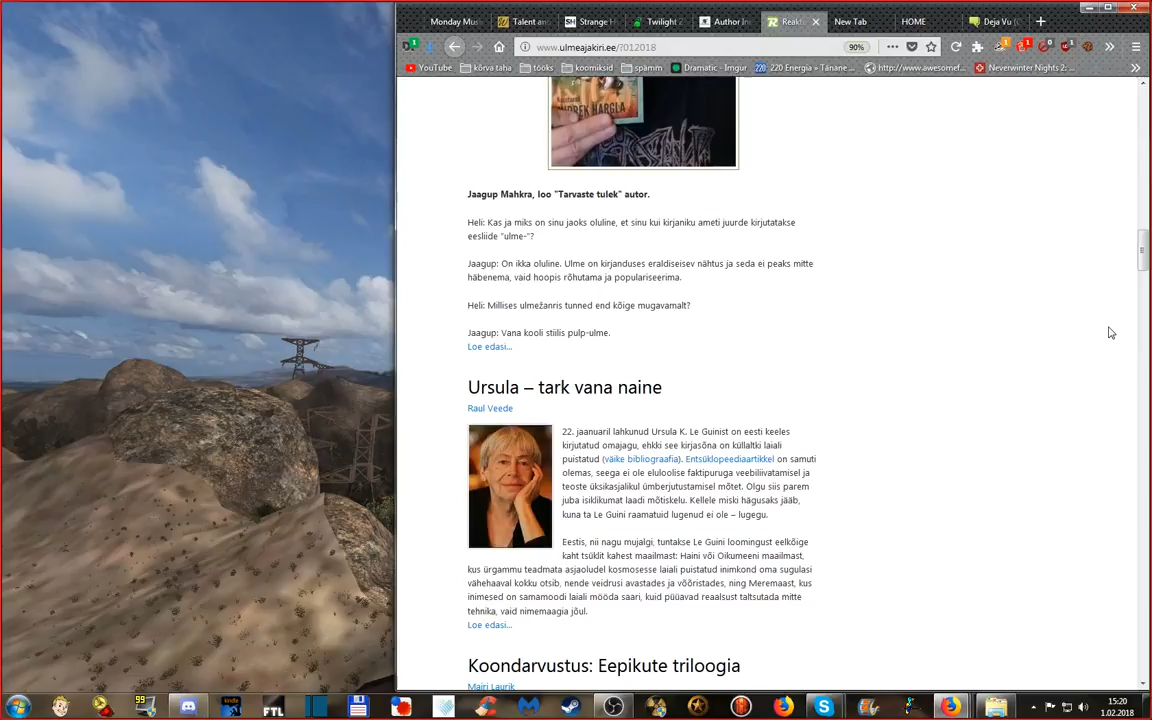 Monday Mus
Talent an
Strange H
Twilight Z
Author In
Reakt
New Tab
HOME
Deja Vu (
www.ulmeajakiri.ee/?012018
90%
YouTube
kõrva taha
tööks
koomiksid
spämm
Dramatic - Imgur
220 Energia » Tänane ...
http://www.awesomef...
Neverwinter Nights 2: ...
Jaagup Mahkra, loo "Tarvaste tulek" autor.
Heli: Kas ja miks on sinu jaoks oluline, et sinu kui kirjaniku ameti juurde kirjutatakse
eesliide "ulme-"?
Jaagup: On ikka oluline. Ulme on kirjanduses eraldiseisev nähtus ja seda ei peaks mitte
häbenema, vaid hoopis rõhutama ja populariseerima.
Heli: Millises ulmežanris tunned end kõige mugavamalt?
Jaagup: Vana kooli stiilis pulp-ulme.
Loe edasi...
Ursula – tark vana naine
Raul Veede
22. jaanuaril lahkunud Ursula K. Le Guinist on eesti keeles
kirjutatud omajagu, ehkki see kirjasõna on küllaltki laiali
puistatud (väike bibliograafia). Entsüklopeediaartikkel on samuti
olemas, seega ei ole eluloolise faktipuruga veebiliivatamisel ja
teoste üksikasjalikul ümberjutustamisel mõtet. Olgu siis parem
juba isiklikumat laadi mõtiskelu. Kellele miski hägusaks jääb,
kuna ta Le Guini raamatuid lugenud ei ole – lugegu.
Eestis, nii nagu mujalgi, tuntakse Le Guini loomingust eelkõige
kaht tsüklit kahest maailmast: Haini või Oikumeeni maailmast,
kus ürgammu teadmata asjaoludel kosmosesse laiali puistatud inimkond oma sugulasi
vähehaaval kokku otsib, nende veidrusi avastades ja võõristades, ning Meremaast, kus
inimesed on samamoodi laiali mööda saari, kuid püüavad reaalsust taltsutada mitte
tehnika, vaid nimemaagia jõul.
Loe edasi...
Koondarvustus: Eepikute triloogia
Mairi Laurik
99
kindle
FTL
15:20
1.02.2018